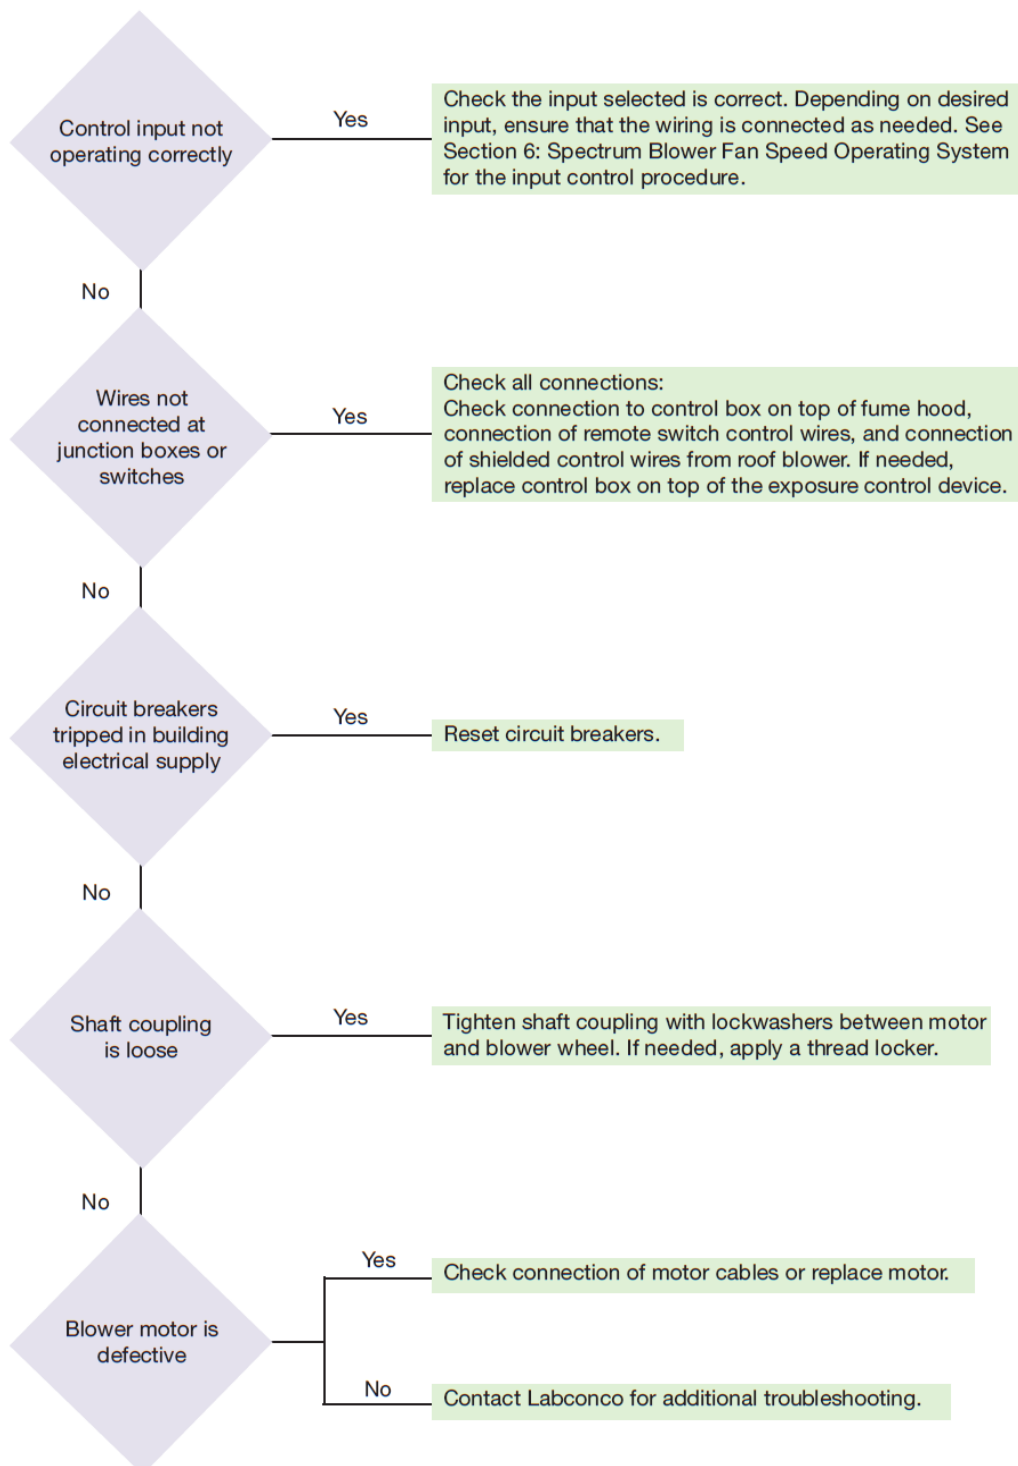 Control input not
operating correctly
Yes
Check the input selected is correct. Depending on desired
input, ensure that the wiring is connected as needed. See
Section 6: Spectrum Blower Fan Speed Operating System
for the input control procedure.
No
Wires not
connected at
junction boxes or
switches
Yes
Check all connections:
Check connection to control box on top of fume hood,
connection of remote switch control wires, and connection
of shielded control wires from roof blower. If needed,
replace control box on top of the exposure control device.
No
Circuit breakers
tripped in building
electrical supply
Yes
Reset circuit breakers.
No
Shaft coupling
is loose
Yes
Tighten shaft coupling with lockwashers between motor
and blower wheel. If needed, apply a thread locker.
No
Blower motor is
defective
Yes
Check connection of motor cables or replace motor.
No
Contact Labconco for additional troubleshooting.